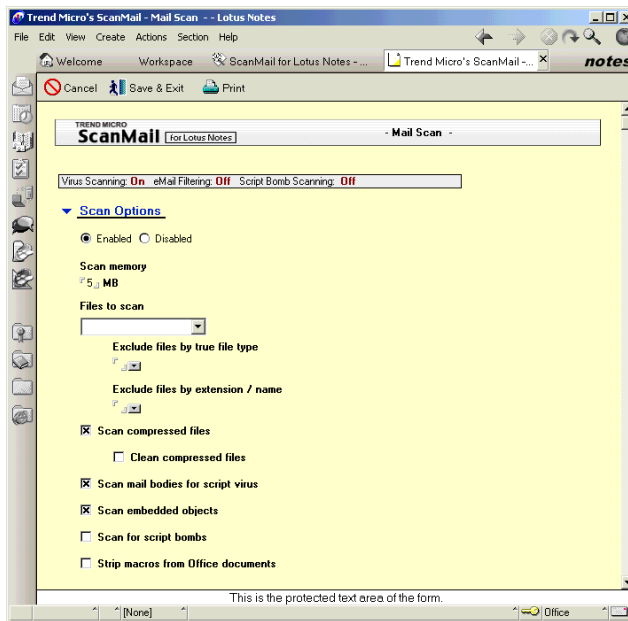 Trend Micro's ScanMail - Mail Scan - - Lotus Notes
File Edit View Create Actions Section Help
Welcome Workspace ScanMail for Lotus Notes - ... Trend Micro's ScanMail -... notes
Cancel Save & Exit Print
TREND MICRO
ScanMail for Lotus Notes - Mail Scan -
Virus Scanning: On eMail Filtering: Off Script Bomb Scanning: Off
Scan Options
Enabled Disabled
Scan memory
5 MB
Files to scan
Exclude files by true file type
Exclude files by extension / name
Scan compressed files
Clean compressed files
Scan mail bodies for script virus
Scan embedded objects
Scan for script bombs
Strip macros from Office documents
This is the protected text area of the form.
[None] Office